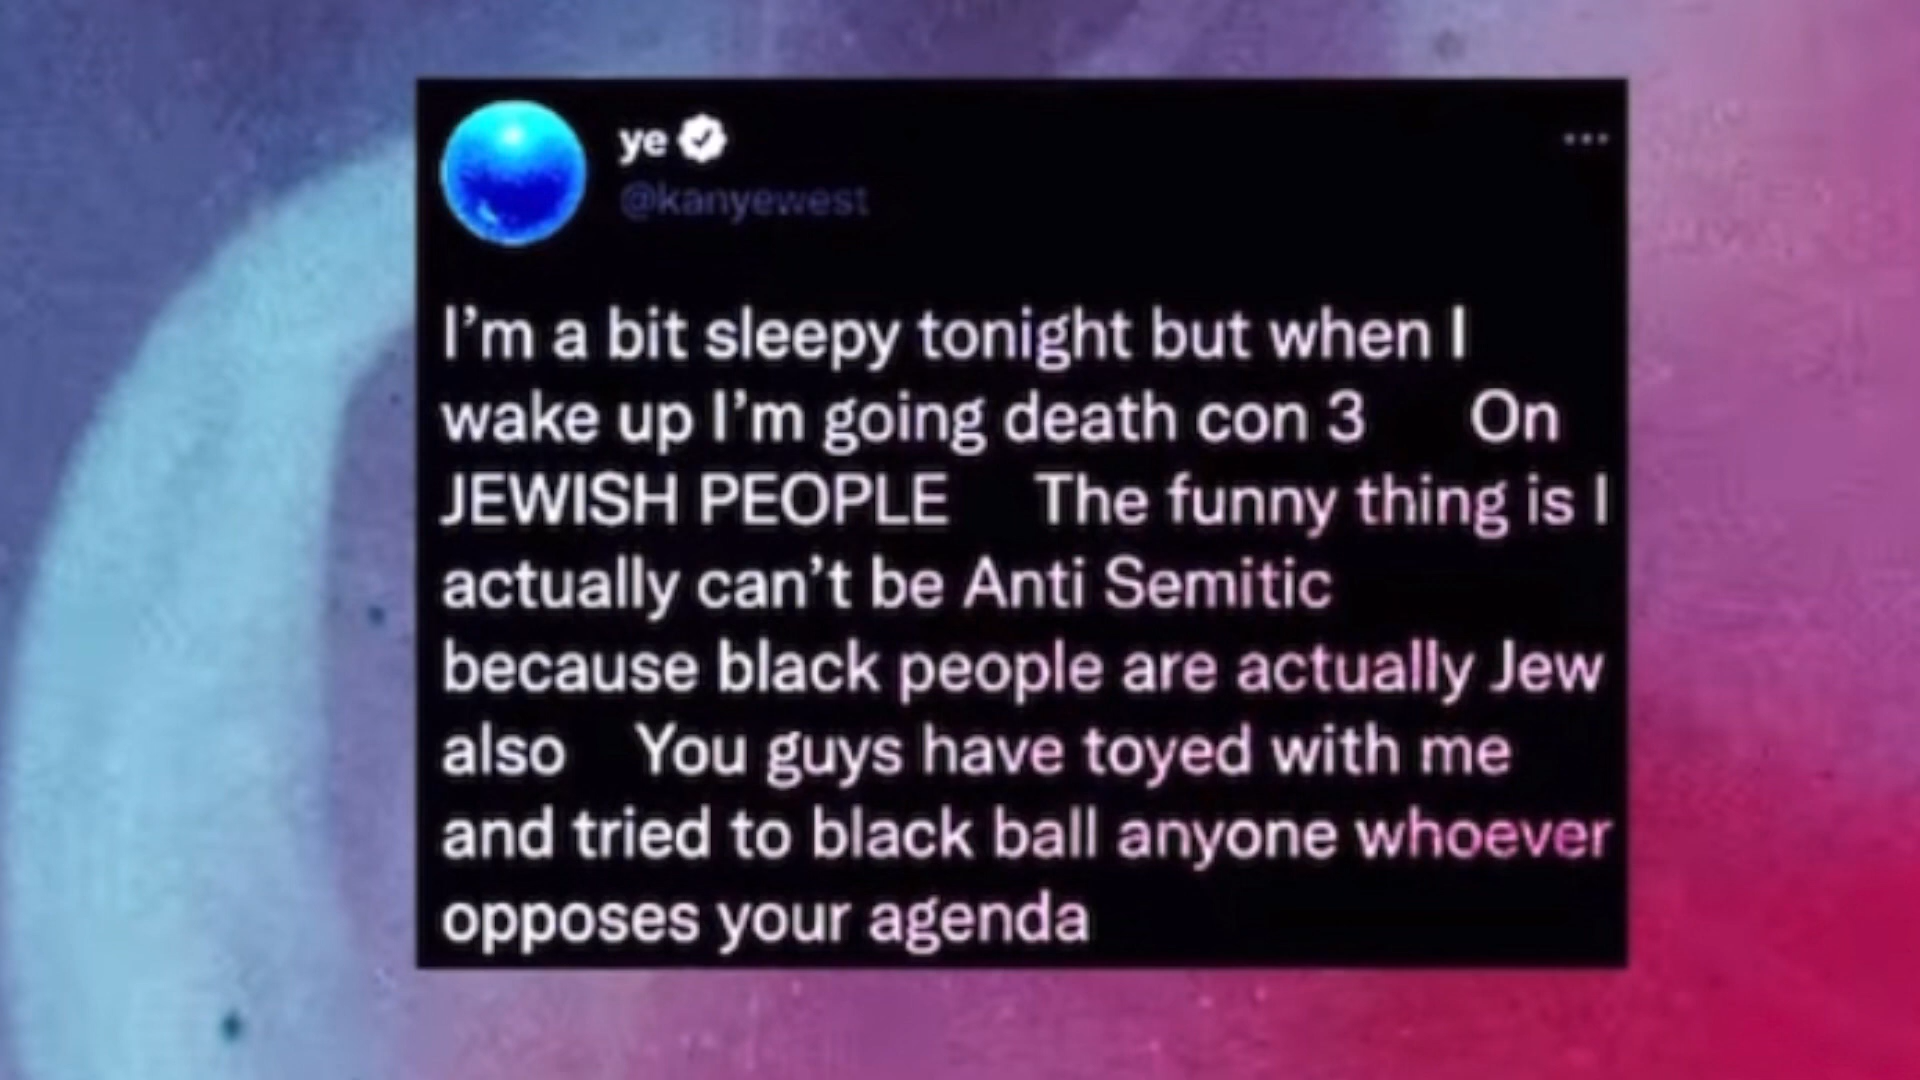 ye
@kanyewest
I'm a bit sleepy tonight but when I
wake up I'm going death con 3 On
JEWISH PEOPLE The funny thing is I
actually can't be Anti Semitic
because black people are actually Jew
also You guys have toyed with me
and tried to black ball anyone whoever
opposes your agenda